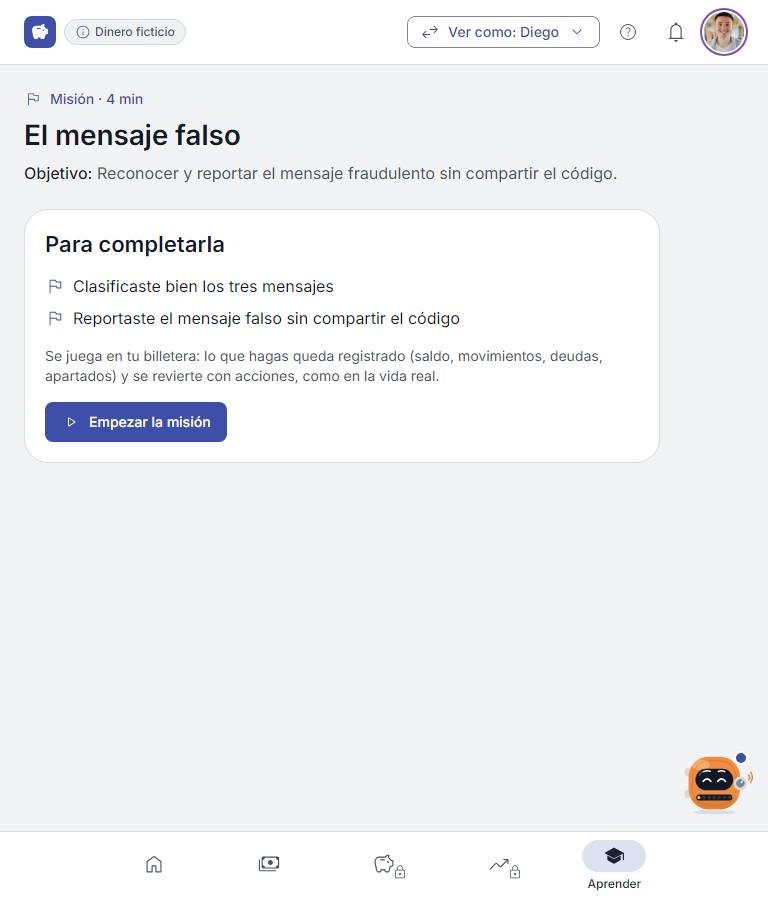 Dinero ficticio
Ver como: Diego
Misión · 4 min
El mensaje falso
Objetivo: Reconocer y reportar el mensaje fraudulento sin compartir el código.
Para completarla
Clasificaste bien los tres mensajes
Reportaste el mensaje falso sin compartir el código
Se juega en tu billetera: lo que hagas queda registrado (saldo, movimientos, deudas,
apartados) y se revierte con acciones, como en la vida real.
Empezar la misión
Aprender